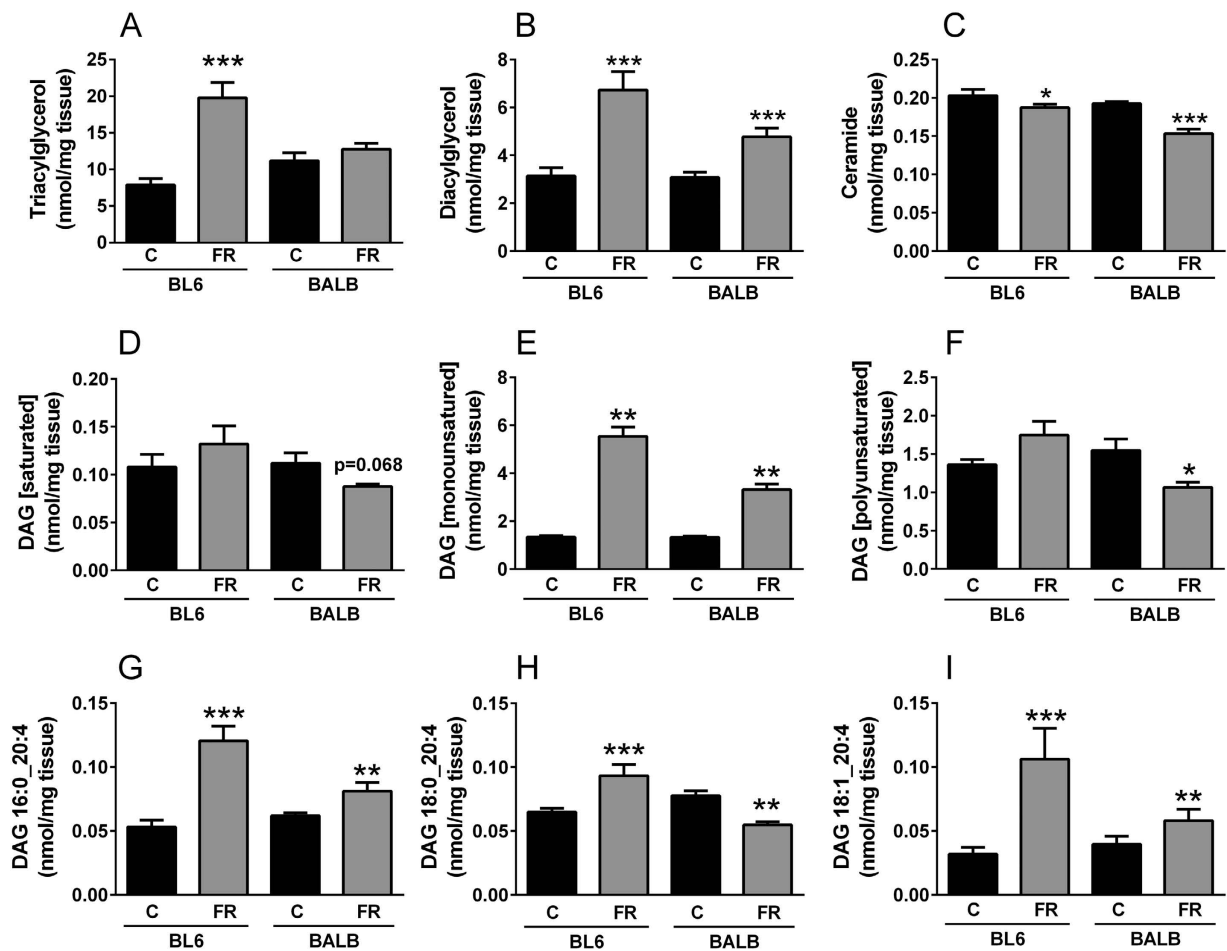 A
Triacylglycerol
(nmol/mg tissue)
25
20
15
10
5
0
***
C
FR
C
FR
BL6
BALB
B
Diacylglycerol
(nmol/mg tissue)
8
6
4
2
0
***
***
C
FR
C
FR
BL6
BALB
C
Ceramide
(nmol/mg tissue)
0.25
0.20
0.15
0.10
0.05
0.00
*
***
C
FR
C
FR
BL6
BALB
D
DAG [saturated]
(nmol/mg tissue)
0.20
0.15
0.10
0.05
0.00
p=0.068
C
FR
C
FR
BL6
BALB
E
DAG [monounsatured]
(nmol/mg tissue)
8
6
4
2
0
**
**
C
FR
C
FR
BL6
BALB
F
DAG [polyunsaturated]
(nmol/mg tissue)
2.5
2.0
1.5
1.0
0.5
0.0
*
C
FR
C
FR
BL6
BALB
G
DAG 16:0_20:4
(nmol/mg tissue)
0.15
0.10
0.05
0.00
***
**
C
FR
C
FR
BL6
BALB
H
DAG 18:0_20:4
(nmol/mg tissue)
0.15
0.10
0.05
0.00
***
**
C
FR
C
FR
BL6
BALB
I
DAG 18:1_20:4
(nmol/mg tissue)
0.15
0.10
0.05
0.00
***
**
C
FR
C
FR
BL6
BALB